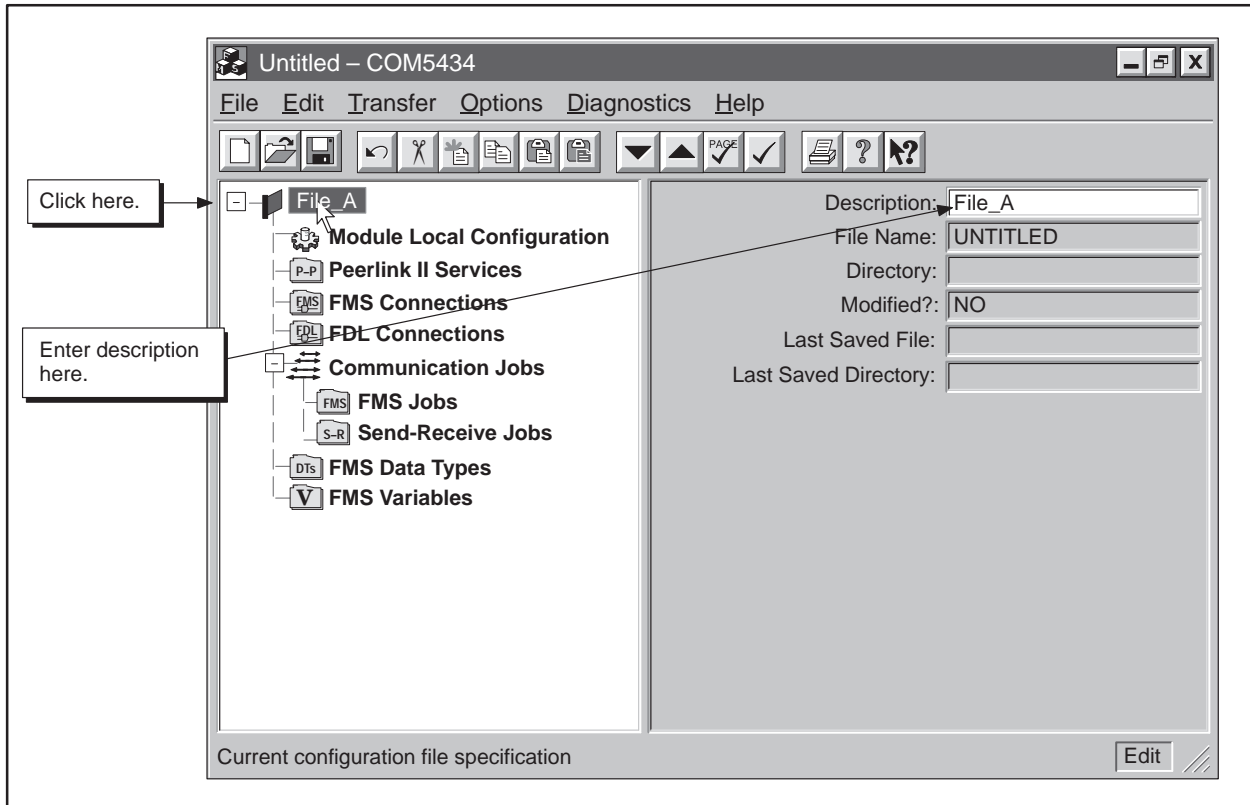 Untitled – COM5434
File Edit Transfer Options Diagnostics Help
PAGE
Click here.
File_A
Module Local Configuration
P–P Peerlink II Services
FMS FMS Connections
FDL FDL Connections
Enter description
here.
Communication Jobs
FMS FMS Jobs
S–R Send-Receive Jobs
DTs FMS Data Types
V FMS Variables
Description: File_A
File Name: UNTITLED
Directory:
Modified?: NO
Last Saved File:
Last Saved Directory:
Current configuration file specification
Edit